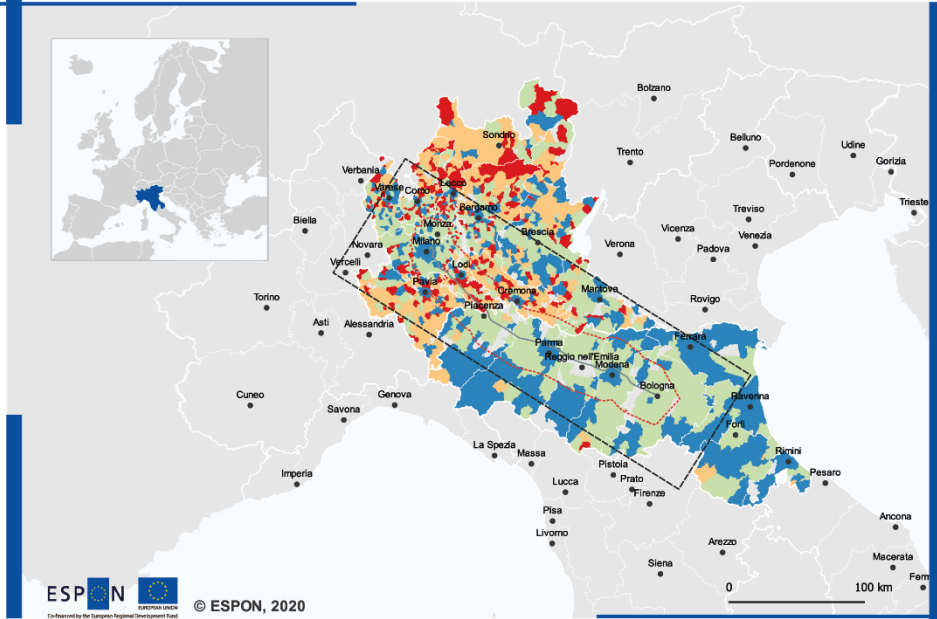 Bolzano
Sondrio
Trento
Belluno
Pordenone
Udine
Gorizia
Trieste
Verbania
Varese
Como
Lecco
Bergamo
Biella
Novara
Monza
Milano
Brescia
Verona
Vicenza
Treviso
Venezia
Padova
Vercelli
Lodi
Pavia
Cremona
Mantova
Rovigo
Torino
Piacenza
Asti
Alessandria
Parma
Reggio nell'Emilia
Modena
Ferrara
Bologna
Ravenna
Cuneo
Savona
Genova
Forlì
Rimini
Pesaro
La Spezia
Massa
Pistoia
Prato
Firenze
Imperia
Lucca
Pisa
Livorno
Ancona
Arezzo
Siena
Macerata
Ferm
0 100 km
ESPON
EUROPEAN UNION
Co-financed by the European Regional Development Fund
© ESPON, 2020